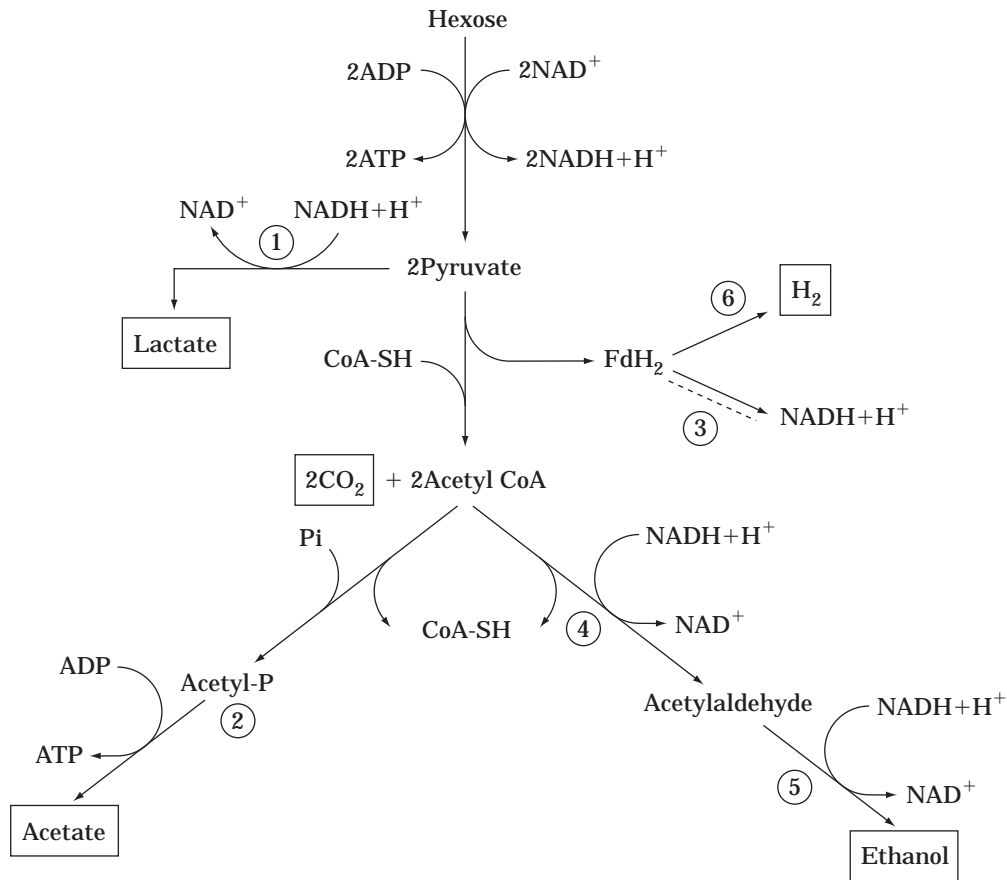 Hexose
2ADP
2NAD⁺
2ATP
2NADH+H⁺
NAD⁺
NADH+H⁺
1
2Pyruvate
6
H₂
Lactate
CoA-SH
FdH₂
3
NADH+H⁺
2CO₂ + 2Acetyl CoA
Pi
NADH+H⁺
CoA-SH
4
NAD⁺
ADP
Acetyl-P
2
Acetylaldehyde
NADH+H⁺
ATP
5
NAD⁺
Acetate
Ethanol